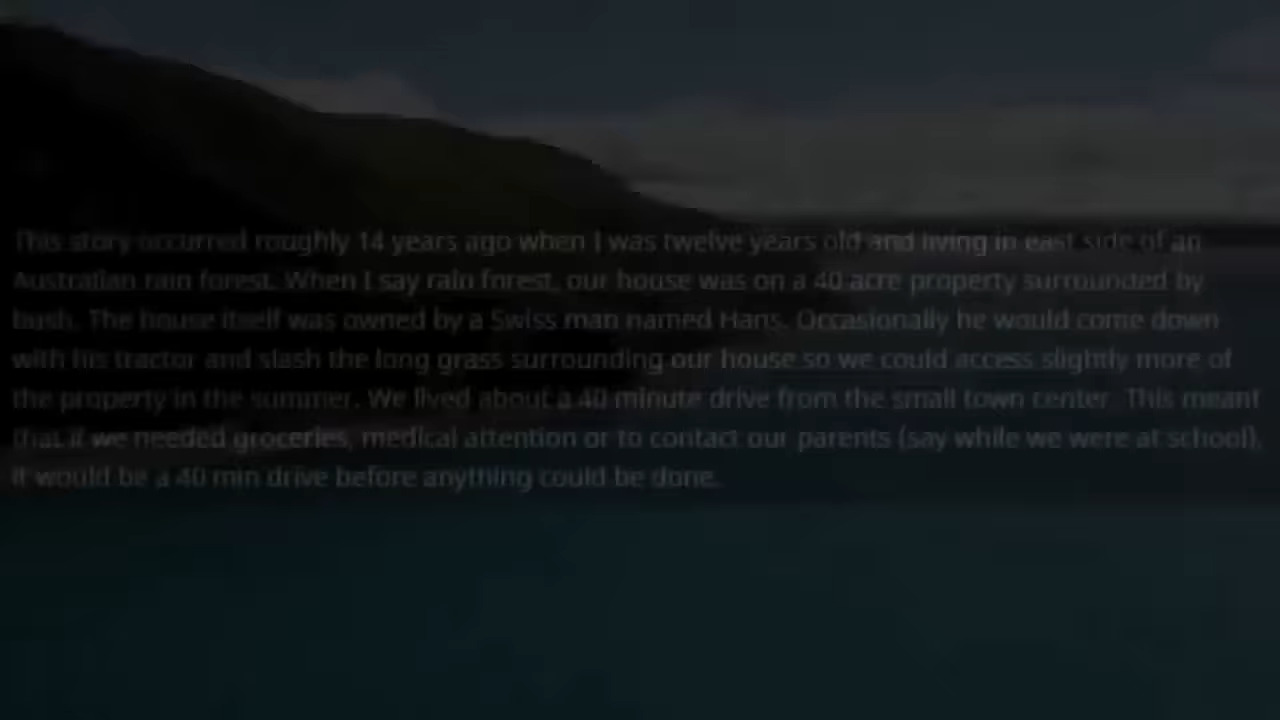 This story occurred roughly 14 years ago when I was twelve years old and living in east side of an
Australian rain forest. When I say rain forest, our house was on a 40 acre property surrounded by
bush. The house itself was owned by a Swiss man named Hans. Occasionally he would come down
with his tractor and slash the long grass surrounding our house so we could access slightly more of
the property in the summer. We lived about a 40 minute drive from the small town center. This meant
that if we needed groceries, medical attention or to contact our parents (say while we were at school),
it would be a 40 min drive before anything could be done.